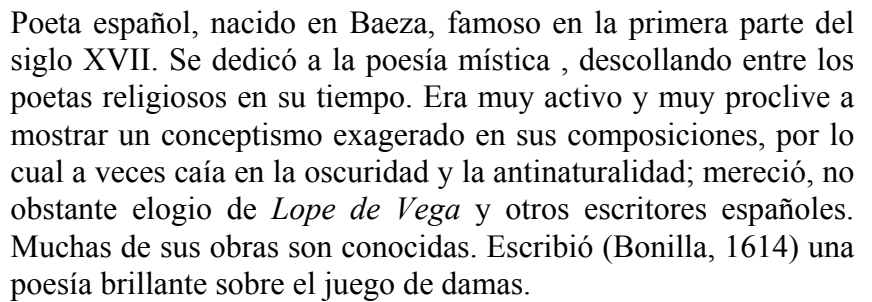 Poeta español, nacido en Baeza, famoso en la primera parte del
siglo XVII. Se dedicó a la poesía mística , descollando entre los
poetas religiosos en su tiempo. Era muy activo y muy proclive a
mostrar un conceptismo exagerado en sus composiciones, por lo
cual a veces caía en la oscuridad y la antinaturalidad; mereció, no
obstante elogio de Lope de Vega y otros escritores españoles.
Muchas de sus obras son conocidas. Escribió (Bonilla, 1614) una
poesía brillante sobre el juego de damas.